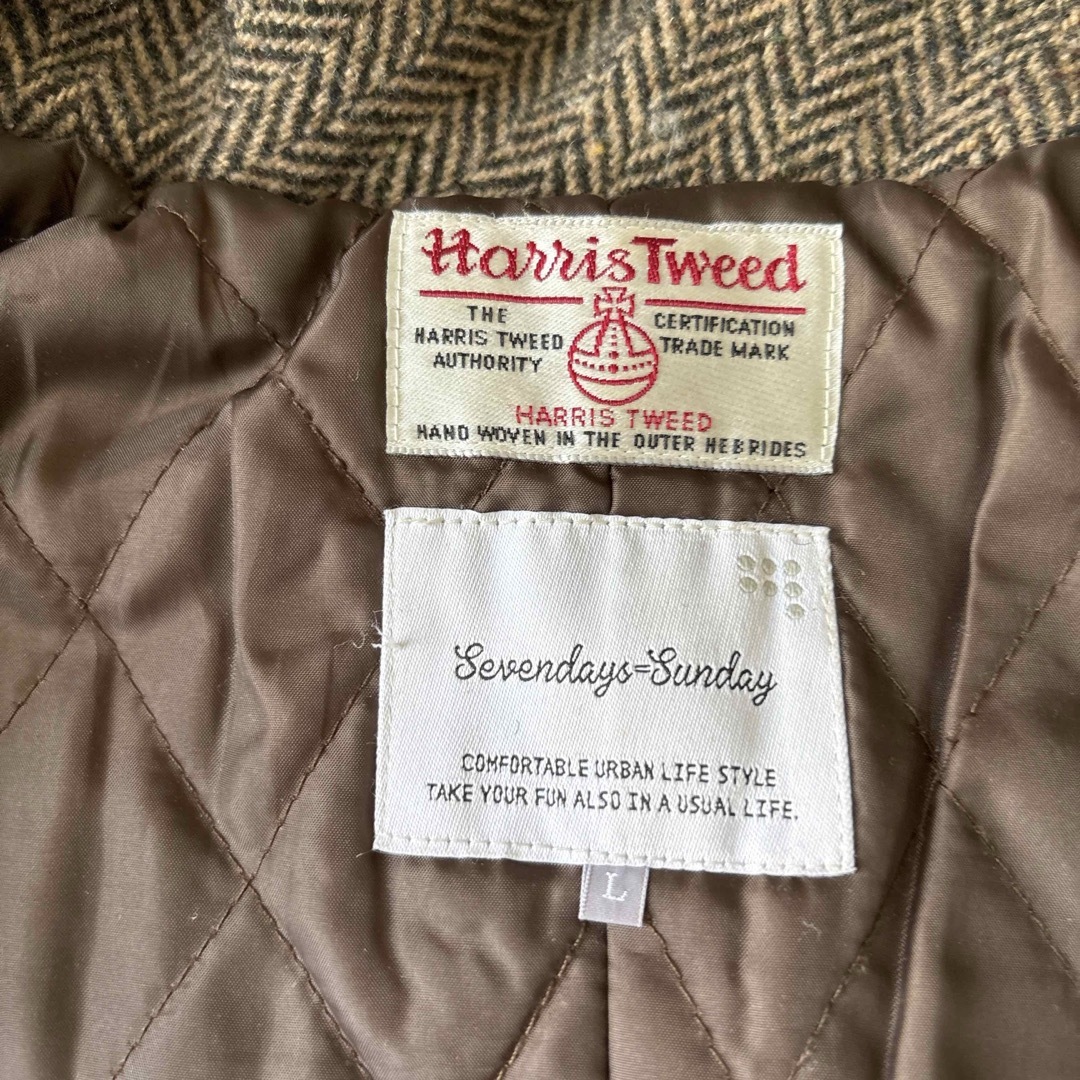 Harris Tweed
THE
HARRIS TWEED
AUTHORITY
CERTIFICATION
TRADE MARK
HARRIS TWEED
HAND WOVEN IN THE OUTER HEBRIDES
Sevendays=Sunday
COMFORTABLE URBAN LIFE STYLE
TAKE YOUR FUN ALSO IN A USUAL LIFE.
L